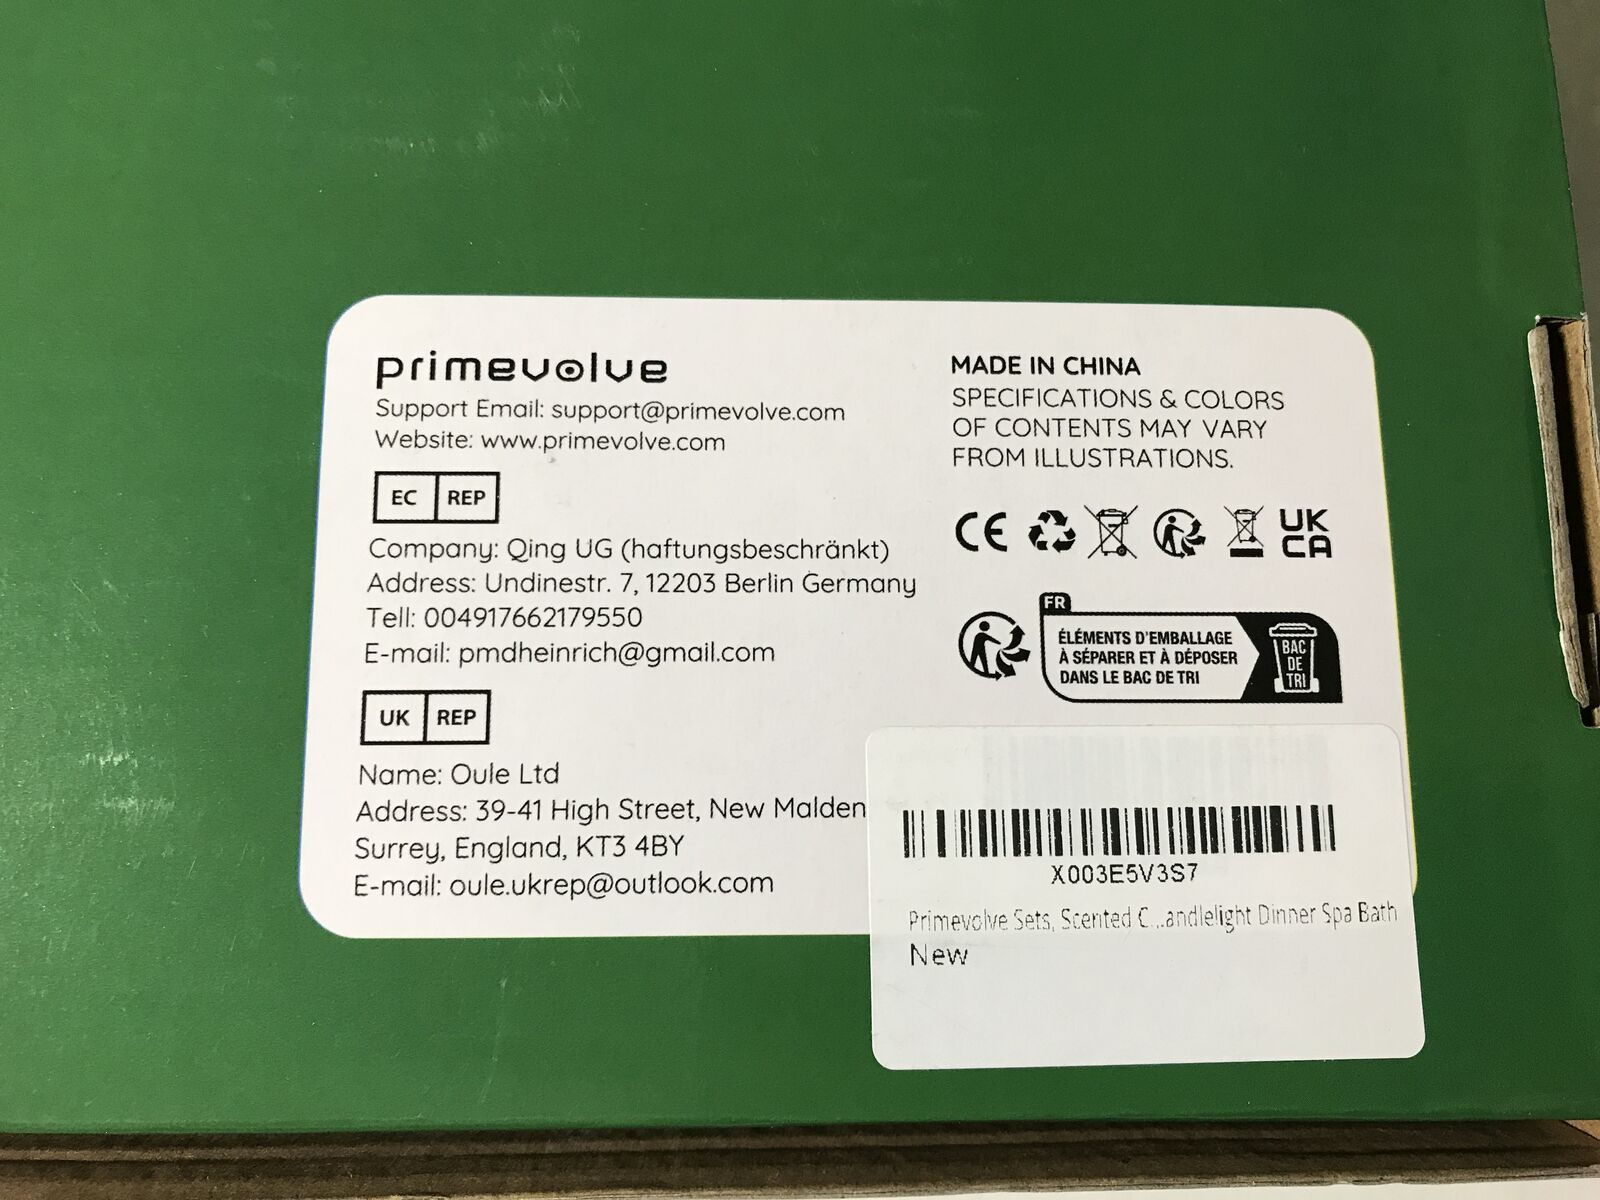 primevolve
Support Email: support@primevolve.com
Website: www.primevolve.com
EC REP
Company: Qing UG (haftungsbeschränkt)
Address: Undinestr. 7, 12203 Berlin Germany
Tell: 004917662179550
E-mail: pmdheinrich@gmail.com
UK REP
Name: Oule Ltd
Address: 39-41 High Street, New Malden
Surrey, England, KT3 4BY
E-mail: oule.ukrep@outlook.com
MADE IN CHINA
SPECIFICATIONS & COLORS
OF CONTENTS MAY VARY
FROM ILLUSTRATIONS.
CE
UK
CA
FR
ÉLÉMENTS D'EMBALLAGE
À SÉPARER ET À DÉPOSER
DANS LE BAC DE TRI
BAC
DE
TRI
X003E5V3S7
Primevolve Sets, Scented C...andlelight Dinner Spa Bath
New